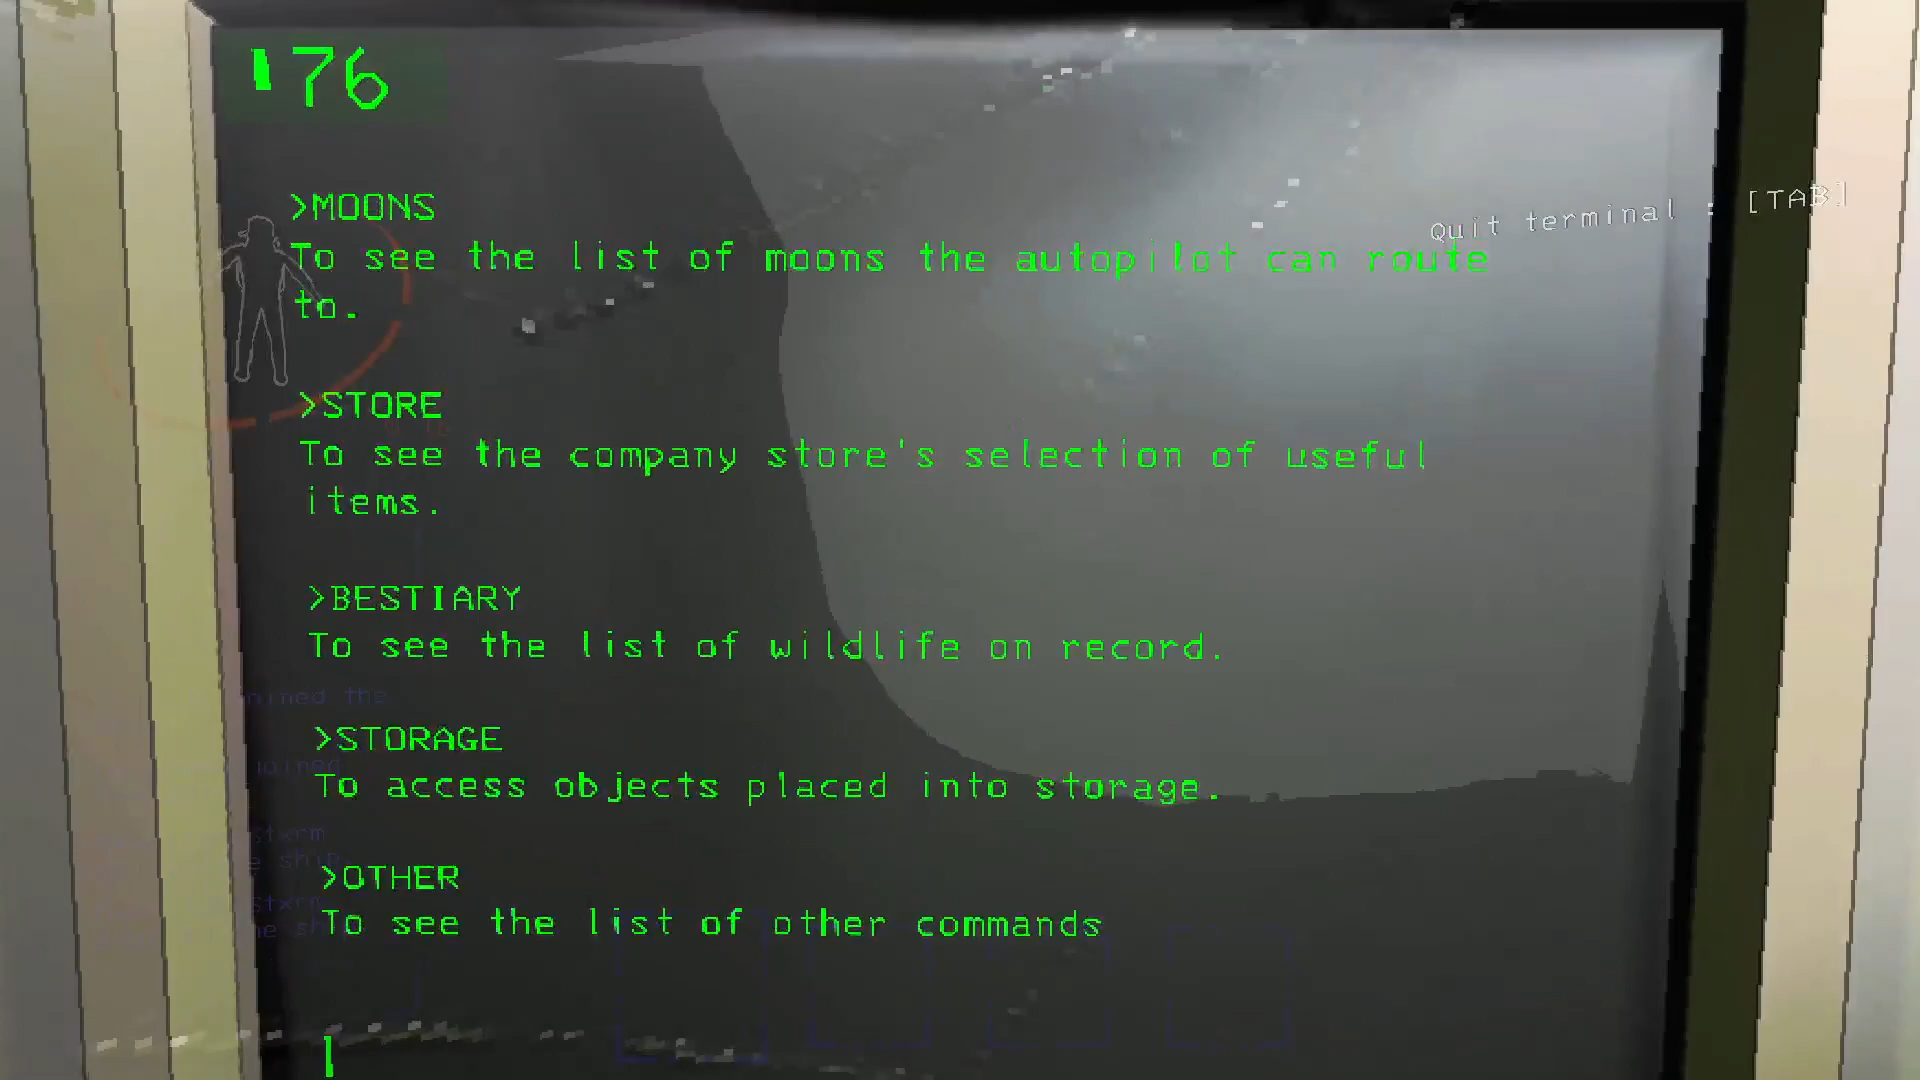 ▮76
>MOONS
To see the list of moons the autopilot can route
to.
Quit terminal : [TAB]
>STORE
To see the company store's selection of useful
items.
>BESTIARY
To see the list of wildlife on record.
>STORAGE
To access objects placed into storage.
>OTHER
To see the list of other commands